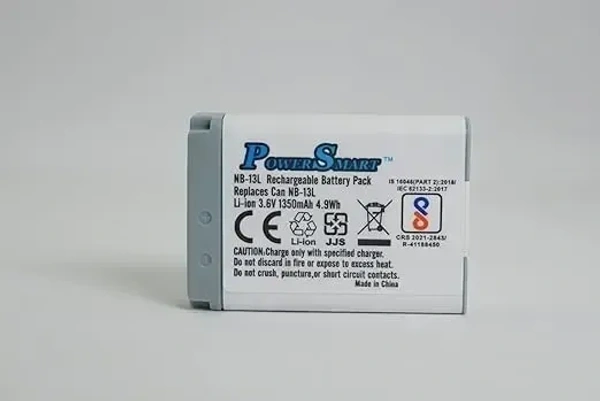 PowerSmart™
NB-13L Rechargeable Battery Pack
Replaces Can NB-13L
Li-ion 3.6V 1350mAh 4.9Wh
IS 16046(PART 2):2018/
IEC 62133-2:2017
CE
Li-ion
JJS
CRS 2021-2843/
R-41188450
CAUTION:Charge only with specified charger.
Do not discard in fire or expose to excessive heat.
Do not crush, puncture,or short circuit contacts.
Made in China